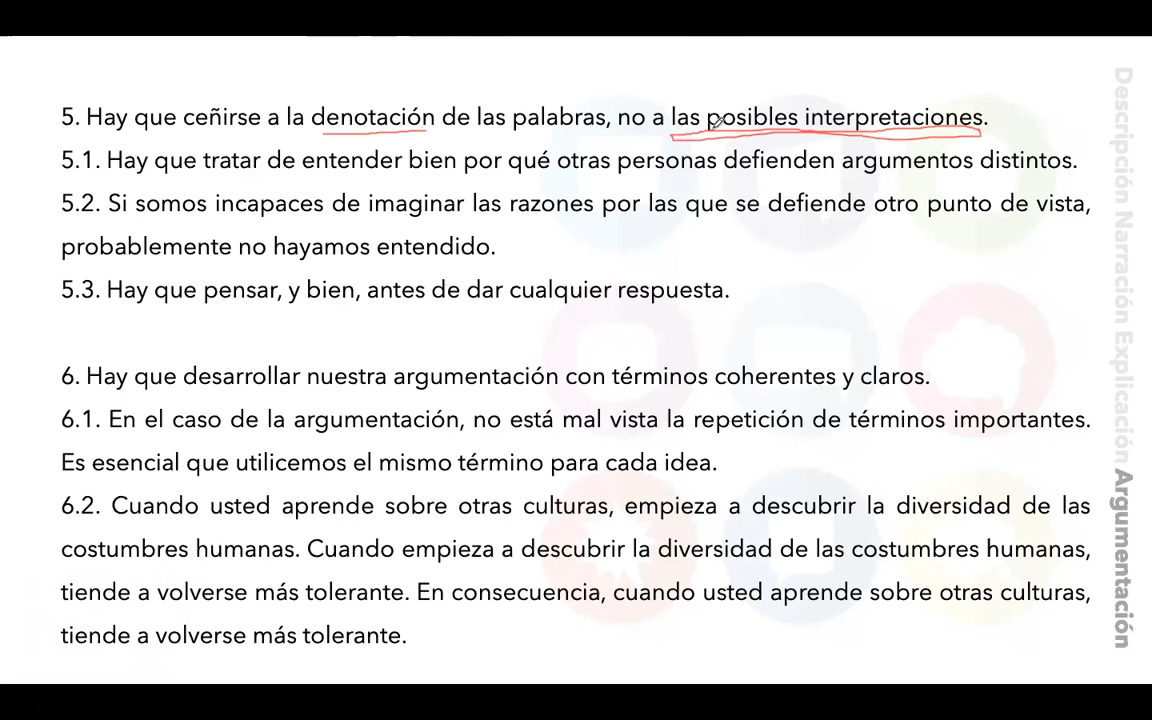 5. Hay que ceñirse a la denotación de las palabras, no a las posibles interpretaciones.
5.1. Hay que tratar de entender bien por qué otras personas defienden argumentos distintos.
5.2. Si somos incapaces de imaginar las razones por las que se defiende otro punto de vista,
probablemente no hayamos entendido.
5.3. Hay que pensar, y bien, antes de dar cualquier respuesta.
6. Hay que desarrollar nuestra argumentación con términos coherentes y claros.
6.1. En el caso de la argumentación, no está mal vista la repetición de términos importantes.
Es esencial que utilicemos el mismo término para cada idea.
6.2. Cuando usted aprende sobre otras culturas, empieza a descubrir la diversidad de las
costumbres humanas. Cuando empieza a descubrir la diversidad de las costumbres humanas,
tiende a volverse más tolerante. En consecuencia, cuando usted aprende sobre otras culturas,
tiende a volverse más tolerante.
Descripción Narración Explicación Argumentación